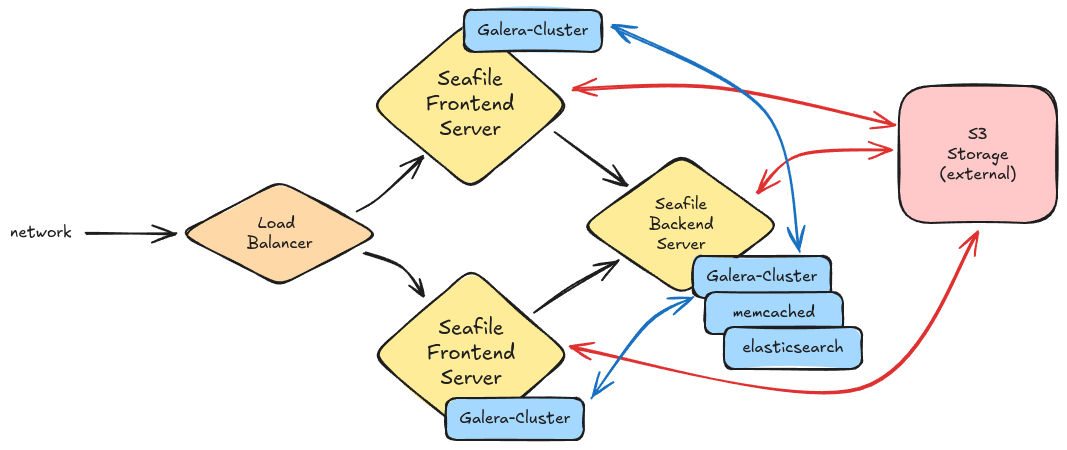 network
Load
Balancer
Galera-Cluster
Seafile
Frontend
Server
Seafile
Frontend
Server
Galera-Cluster
Seafile
Backend
Server
Galera-Cluster
memcached
elasticsearch
S3
Storage
(external)